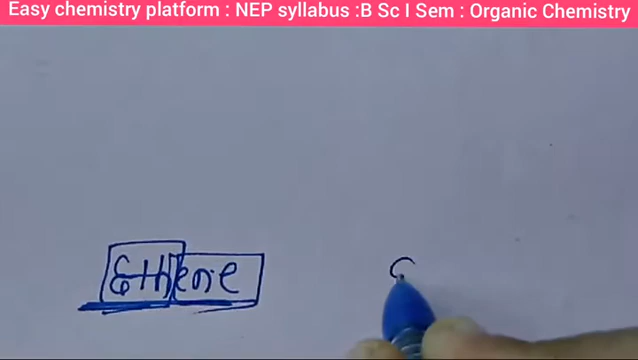 Easy chemistry platform : NEP syllabus :B Sc I Sem : Organic Chemistry
Ethene
C